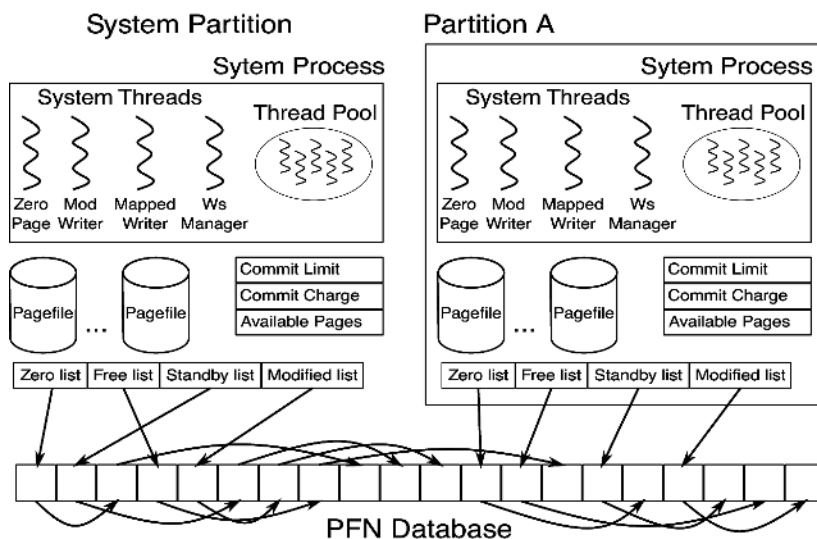 System Partition
Sytem Process
System Threads
Thread Pool
Zero Page
Mod Writer
Mapped Writer
Ws Manager
Pagefile
...
Pagefile
Commit Limit
Commit Charge
Available Pages
Zero list
Free list
Standby list
Modified list
Partition A
Sytem Process
System Threads
Thread Pool
Zero Page
Mod Writer
Mapped Writer
Ws Manager
Pagefile
...
Pagefile
Commit Limit
Commit Charge
Available Pages
Zero list
Free list
Standby list
Modified list
PFN Database